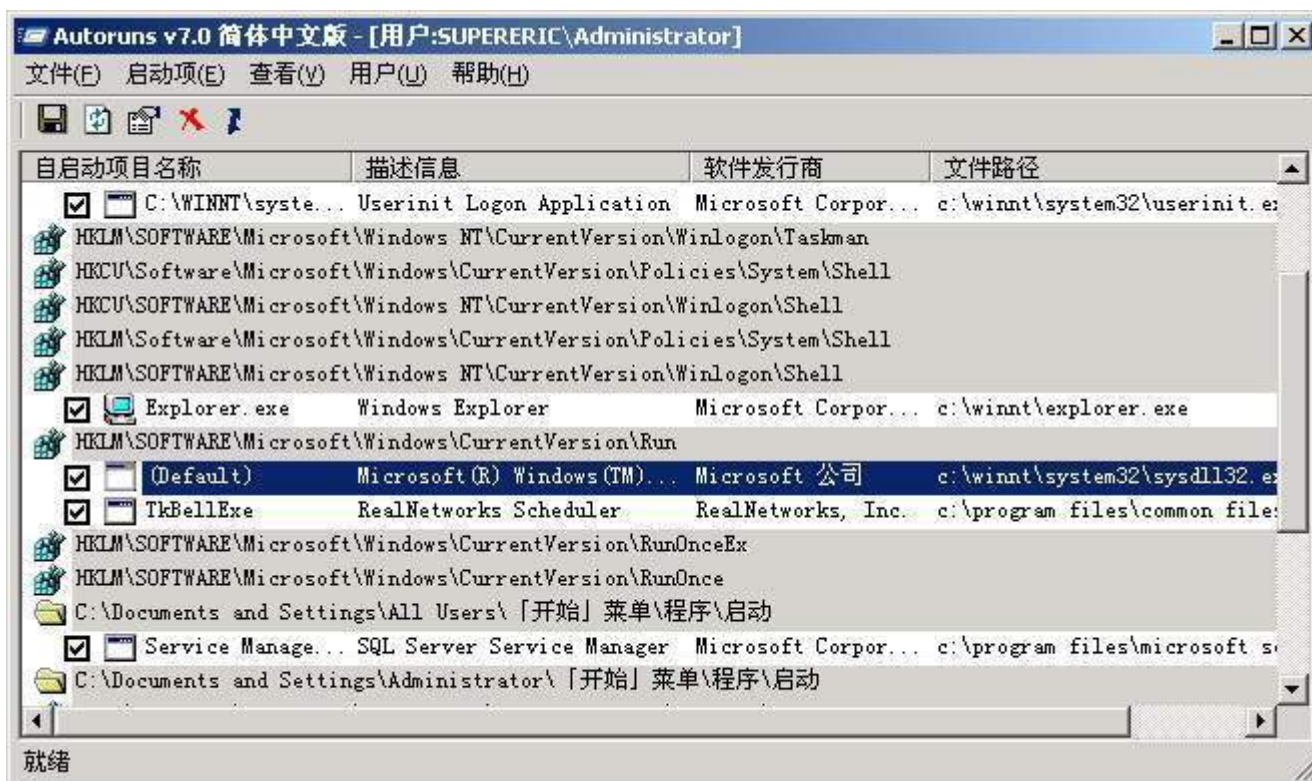 Autoruns v7.0 简体中文版 - [用户:SUPERERIC\Administrator]
文件(F) 启动项(E) 查看(V) 用户(U) 帮助(H)
自启动项目名称 描述信息 软件发行商 文件路径
C:\WINNT\syste... Userinit Logon Application Microsoft Corpor... c:\winnt\system32\userinit.ex
HKLM\SOFTWARE\Microsoft\Windows NT\CurrentVersion\Winlogon\Taskman
HKCU\Software\Microsoft\Windows\CurrentVersion\Policies\System\Shell
HKCU\Software\Microsoft\Windows NT\CurrentVersion\Winlogon\Shell
HKLM\Software\Microsoft\Windows\CurrentVersion\Policies\System\Shell
HKLM\SOFTWARE\Microsoft\Windows NT\CurrentVersion\Winlogon\Shell
Explorer.exe Windows Explorer Microsoft Corpor... c:\winnt\explorer.exe
HKLM\SOFTWARE\Microsoft\Windows\CurrentVersion\Run
(Default) Microsoft(R) Windows(TM)... Microsoft 公司 c:\winnt\system32\sysdll32.ex
TkBellExe RealNetworks Scheduler RealNetworks, Inc. c:\program files\common files
HKLM\SOFTWARE\Microsoft\Windows\CurrentVersion\RunOnceEx
HKLM\SOFTWARE\Microsoft\Windows\CurrentVersion\RunOnce
C:\Documents and Settings\All Users\「开始」菜单\程序\启动
Service Manage... SQL Server Service Manager Microsoft Corpor... c:\program files\microsoft s
C:\Documents and Settings\Administrator\「开始」菜单\程序\启动
就绪